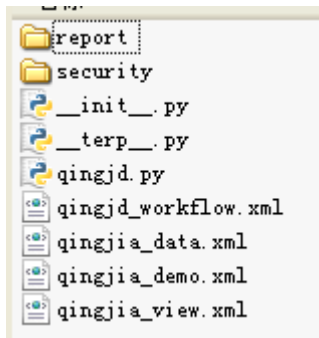 report
security
__init__.py
__terp__.py
qingjd.py
qingjd_workflow.xml
qingjia_data.xml
qingjia_demo.xml
qingjia_view.xml